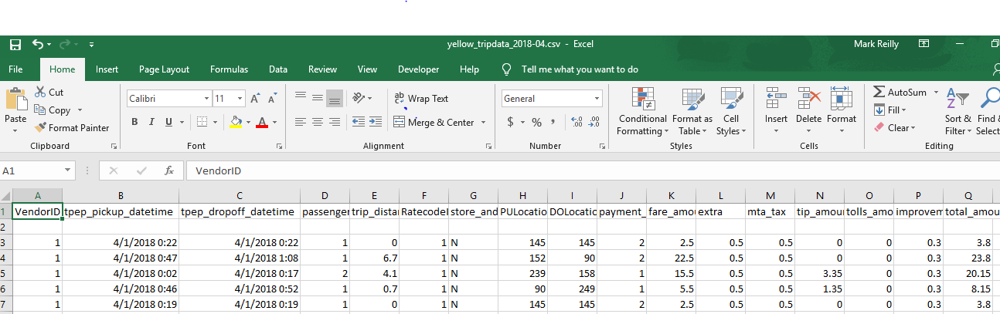 yellow_tripdata_2018-04.csv - Excel Mark Reilly
File Home Insert Page Layout Formulas Data Review View Developer Help Tell me what you want to do
Cut
Copy
Format Painter
Paste
Clipboard
Calibri 11 A A
B I U A
Font
ab Wrap Text
Merge & Center
Alignment
General
$ % , .0 .00 .00 .0
Number
Conditional Formatting
Format as Table
Cell Styles
Styles
Insert Delete Format
Cells
AutoSum
Fill
Clear
Sort & Filter
Find & Select
Editing
A1 fx VendorID
A B C D E F G H I J K L M N O P Q
1 VendorID tpep_pickup_datetime tpep_dropoff_datetime passenger trip_dista RatecodeI store_and PULocatio DOLocatic payment_ fare_amou extra mta_tax tip_amou tolls_amo improvem total_amou
2
3 1 4/1/2018 0:22 4/1/2018 0:22 1 0 1 N 145 145 2 2.5 0.5 0.5 0 0 0.3 3.8
4 1 4/1/2018 0:47 4/1/2018 1:08 1 6.7 1 N 152 90 2 22.5 0.5 0.5 0 0 0.3 23.8
5 1 4/1/2018 0:02 4/1/2018 0:17 2 4.1 1 N 239 158 1 15.5 0.5 0.5 3.35 0 0.3 20.15
6 1 4/1/2018 0:46 4/1/2018 0:52 1 0.7 1 N 90 249 1 5.5 0.5 0.5 1.35 0 0.3 8.15
7 1 4/1/2018 0:19 4/1/2018 0:19 1 0 1 N 145 145 2 2.5 0.5 0.5 0 0 0.3 3.8